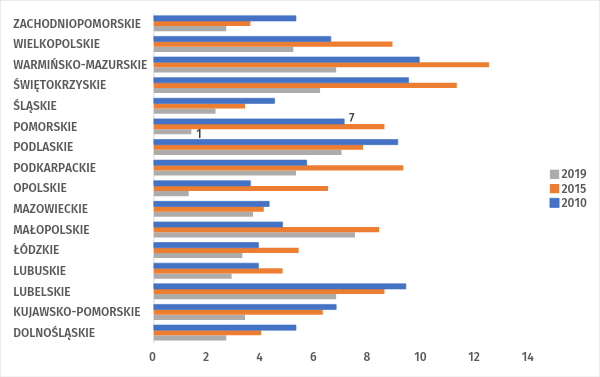 ZACHODNIOPOMORSKIE
WIELKOPOLSKIE
WARMIŃSKO-MAZURSKIE
ŚWIĘTOKRZYSKIE
ŚLĄSKIE
POMORSKIE
7
1
PODLASKIE
PODKARPACKIE
OPOLSKIE
MAZOWIECKIE
MAŁOPOLSKIE
ŁÓDZKIE
LUBUSKIE
LUBELSKIE
KUJAWSKO-POMORSKIE
DOLNOŚLĄSKIE
0 2 4 6 8 10 12 14
2019
2015
2010